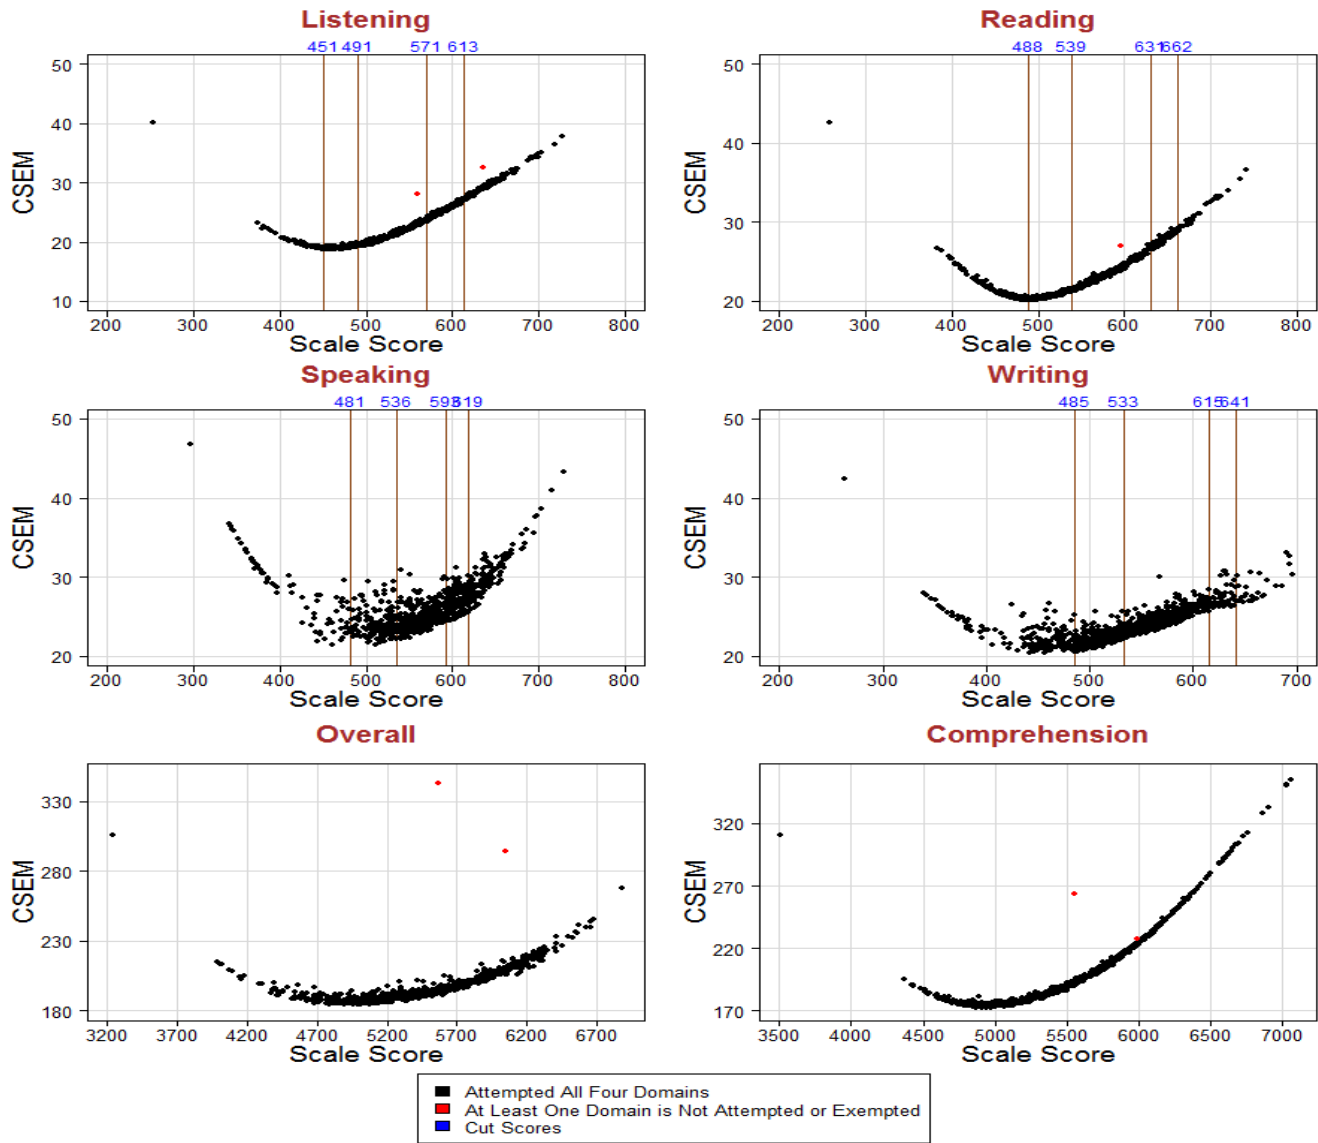 Listening
451 491 571 613
50
40
30
20
10
CSEM
200 300 400 500 600 700 800
Scale Score
Reading
488 539 631 662
50
40
30
20
CSEM
200 300 400 500 600 700 800
Scale Score
Speaking
481 536 593 619
50
40
30
20
CSEM
200 300 400 500 600 700 800
Scale Score
Writing
485 533 615 641
50
40
30
20
CSEM
200 300 400 500 600 700
Scale Score
Overall
330
280
230
180
CSEM
3200 3700 4200 4700 5200 5700 6200 6700
Scale Score
Comprehension
320
270
220
170
CSEM
3500 4000 4500 5000 5500 6000 6500 7000
Scale Score
Attempted All Four Domains
At Least One Domain is Not Attempted or Exempted
Cut Scores